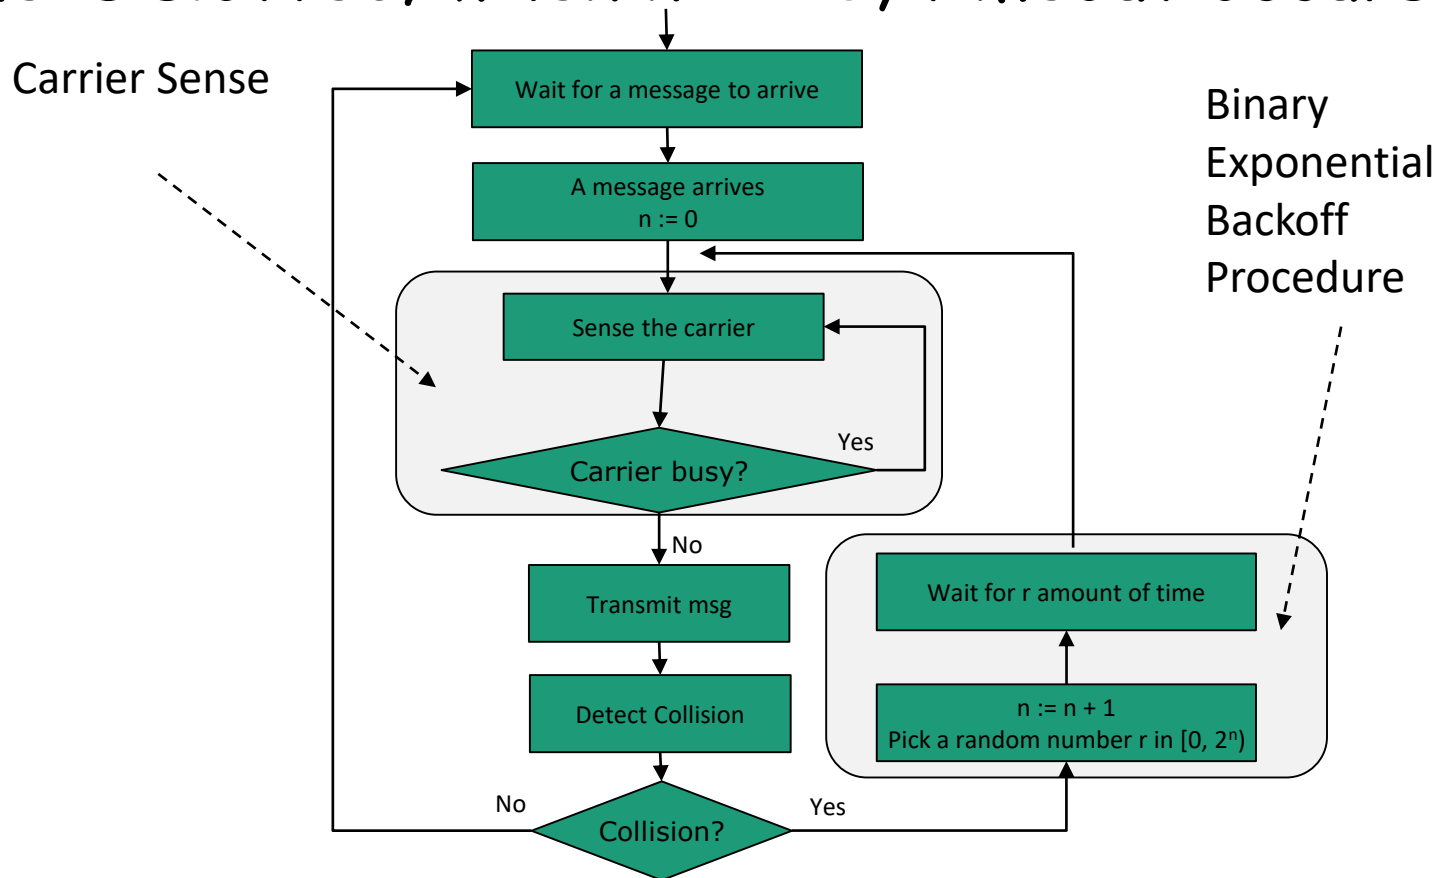 Carrier Sense
Wait for a message to arrive
Binary
Exponential
Backoff
Procedure
A message arrives
n := 0
Sense the carrier
Yes
Carrier busy?
No
Wait for r amount of time
Transmit msg
n := n + 1
Pick a random number r in [0, 2ⁿ)
Detect Collision
No
Yes
Collision?